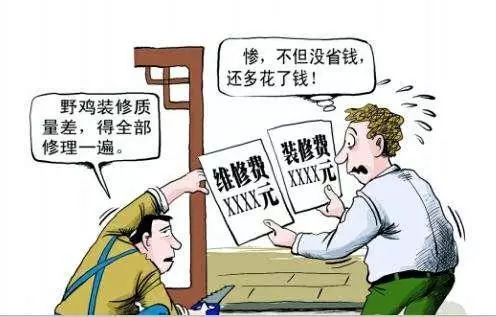 野鸡装修质
量差，得全部
修理一遍。
惨，不但没省钱，
还多花了钱！
维修费
XXXX元
装修费
XXXX元